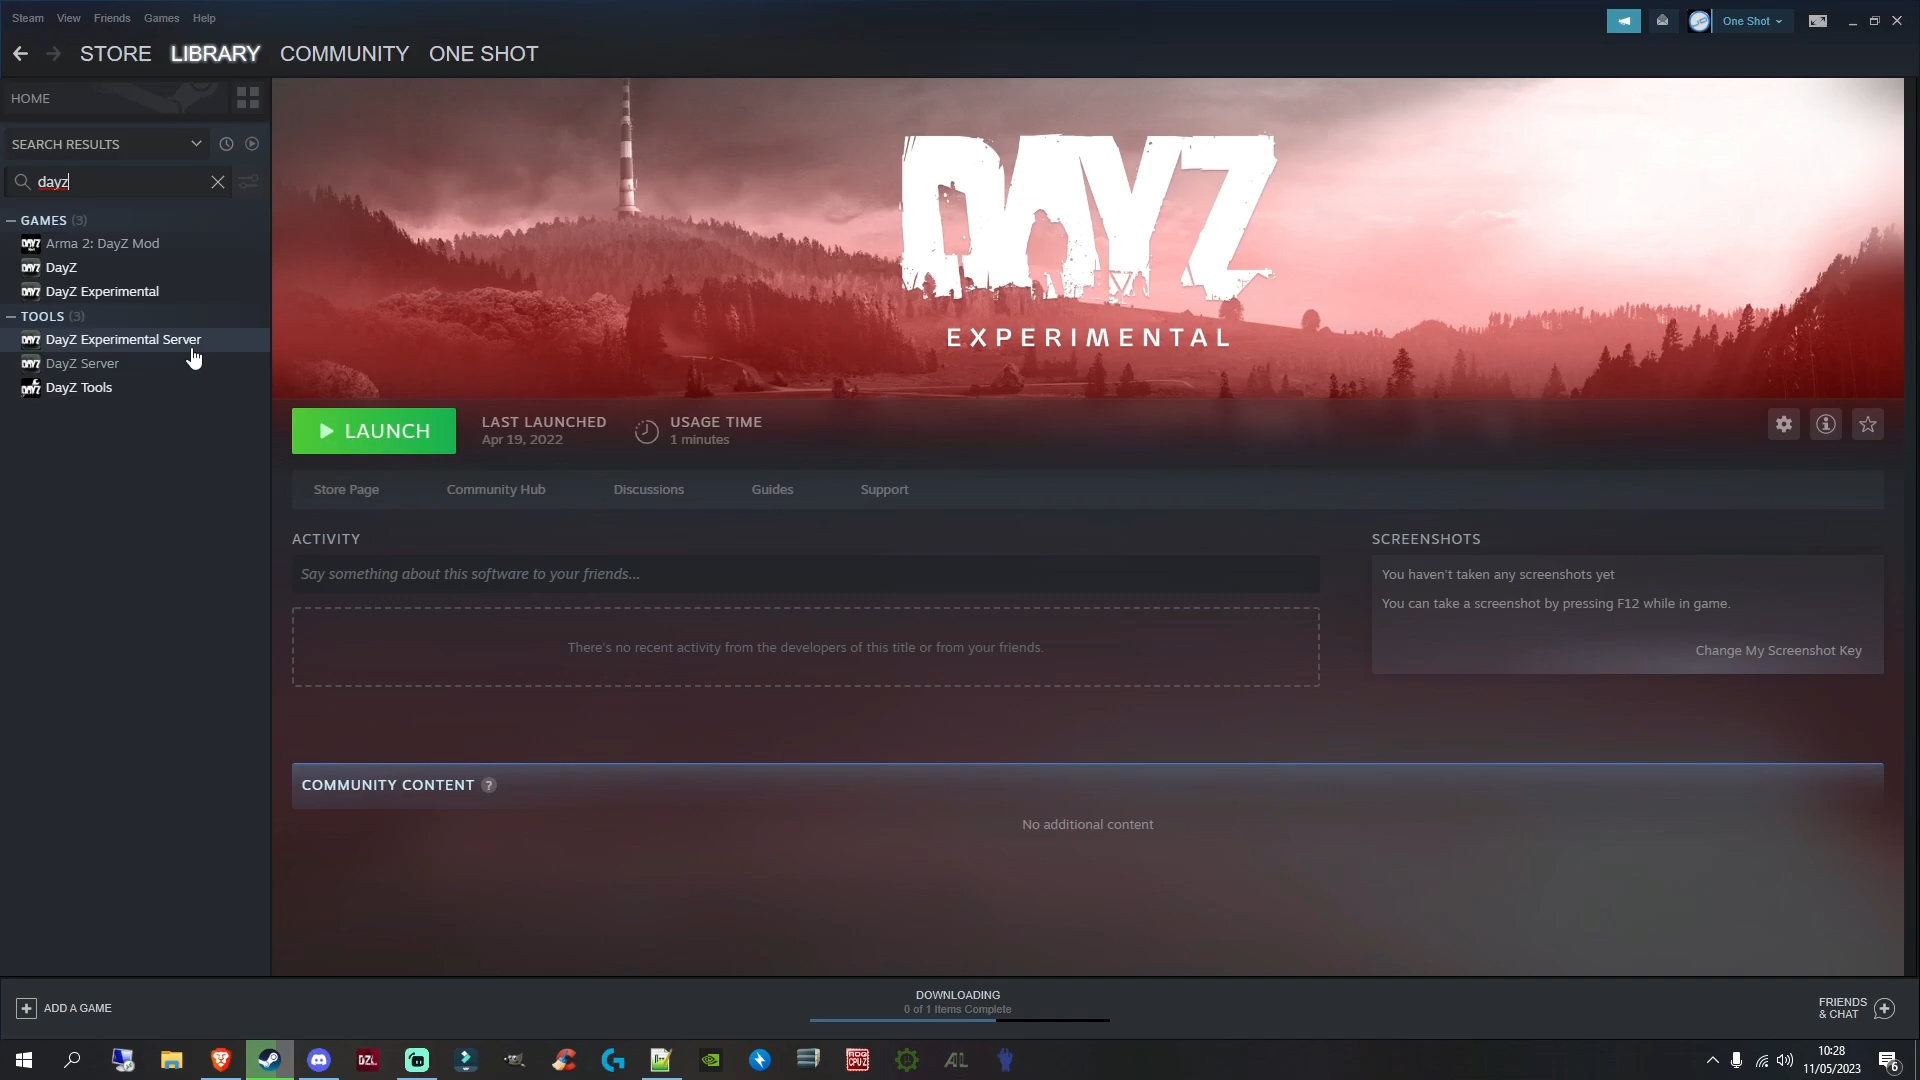 Steam View Friends Games Help
One Shot
STORE LIBRARY COMMUNITY ONE SHOT
HOME
SEARCH RESULTS
dayz
GAMES (3)
Arma 2: DayZ Mod
DayZ
DayZ Experimental
TOOLS (3)
DayZ Experimental Server
DayZ Server
DayZ Tools
DAYZ
EXPERIMENTAL
LAUNCH
LAST LAUNCHED
Apr 19, 2022
USAGE TIME
1 minutes
Store Page Community Hub Discussions Guides Support
ACTIVITY
Say something about this software to your friends...
There's no recent activity from the developers of this title or from your friends.
SCREENSHOTS
You haven't taken any screenshots yet
You can take a screenshot by pressing F12 while in game.
Change My Screenshot Key
COMMUNITY CONTENT ?
No additional content
ADD A GAME
DOWNLOADING
0 of 1 Items Complete
FRIENDS
& CHAT
DZL
CPU-Z
AL
10:28
11/05/2023
6